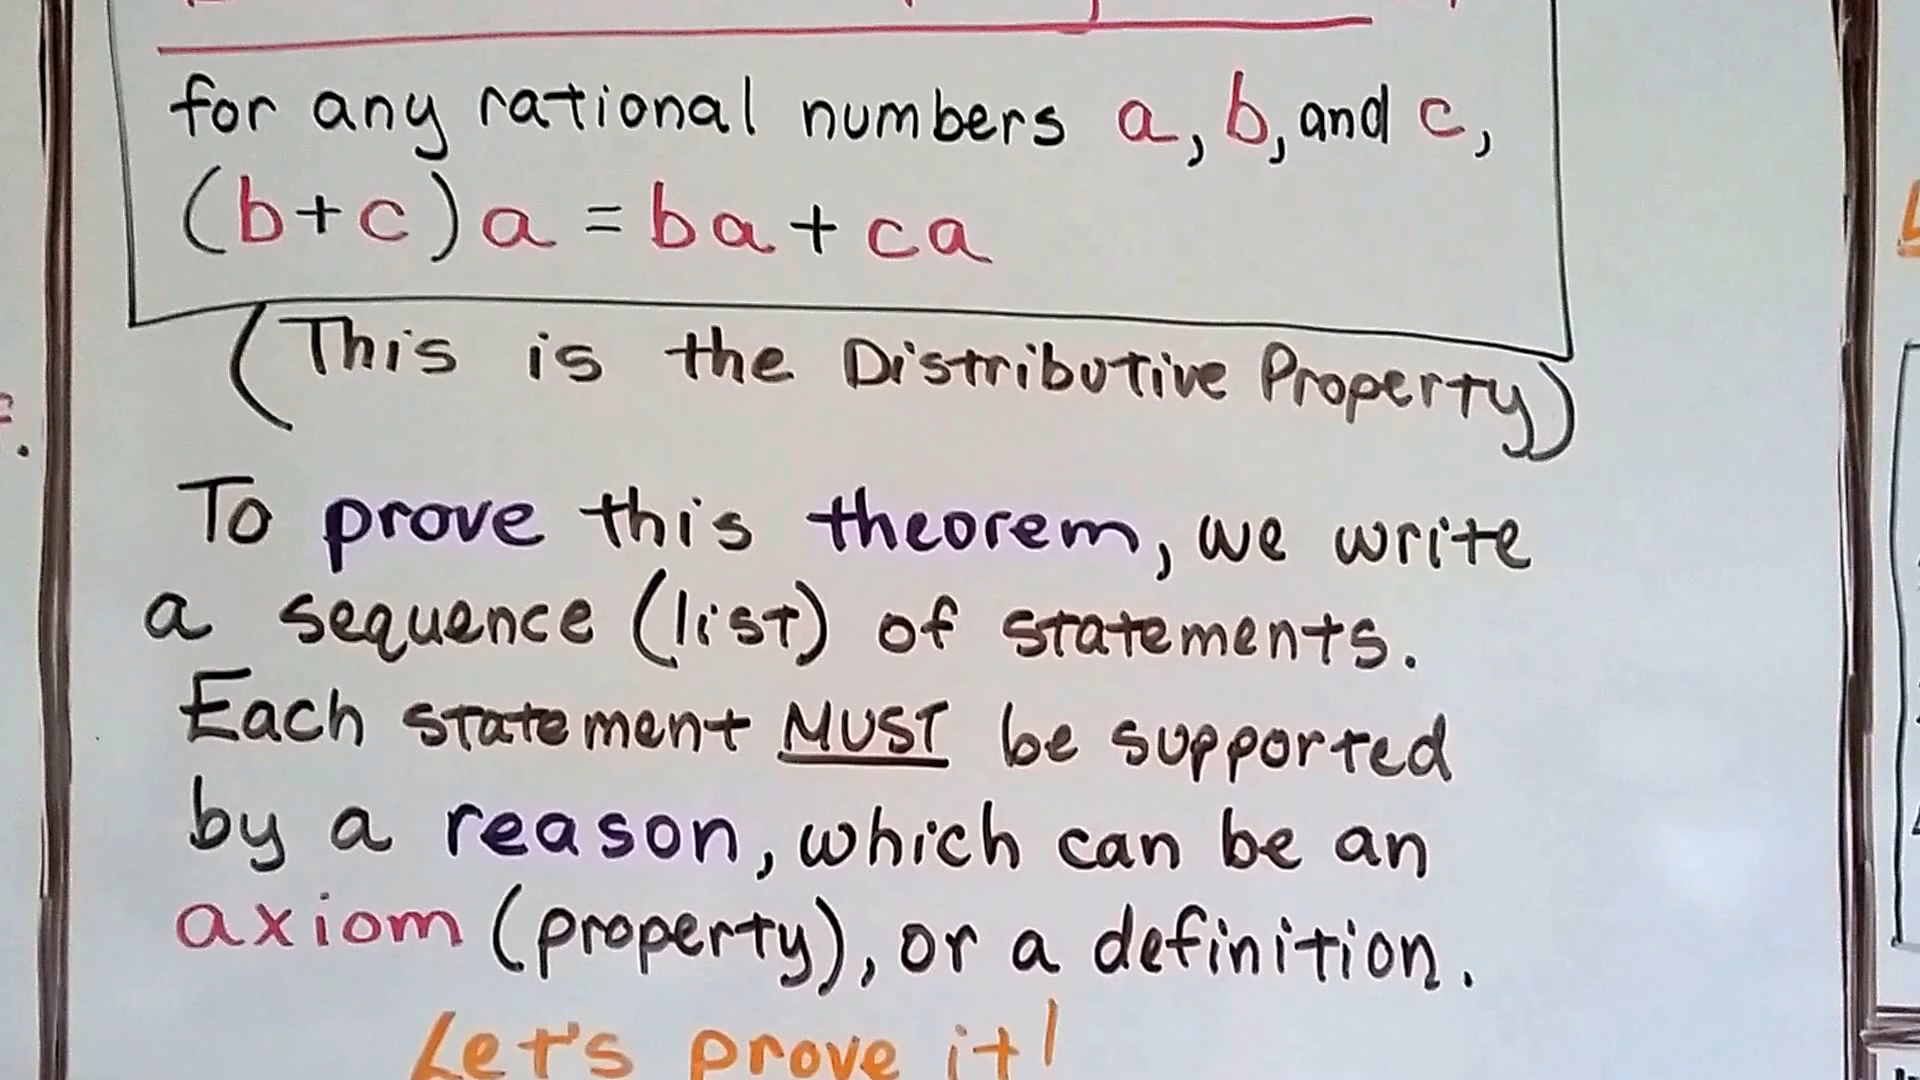 for any rational numbers a, b, and c,
(b+c)a = ba + ca
(This is the Distributive Property)
To prove this theorem, we write
a sequence (list) of statements.
Each statement MUST be supported
by a reason, which can be an
axiom (property), or a definition.
Let's prove it!